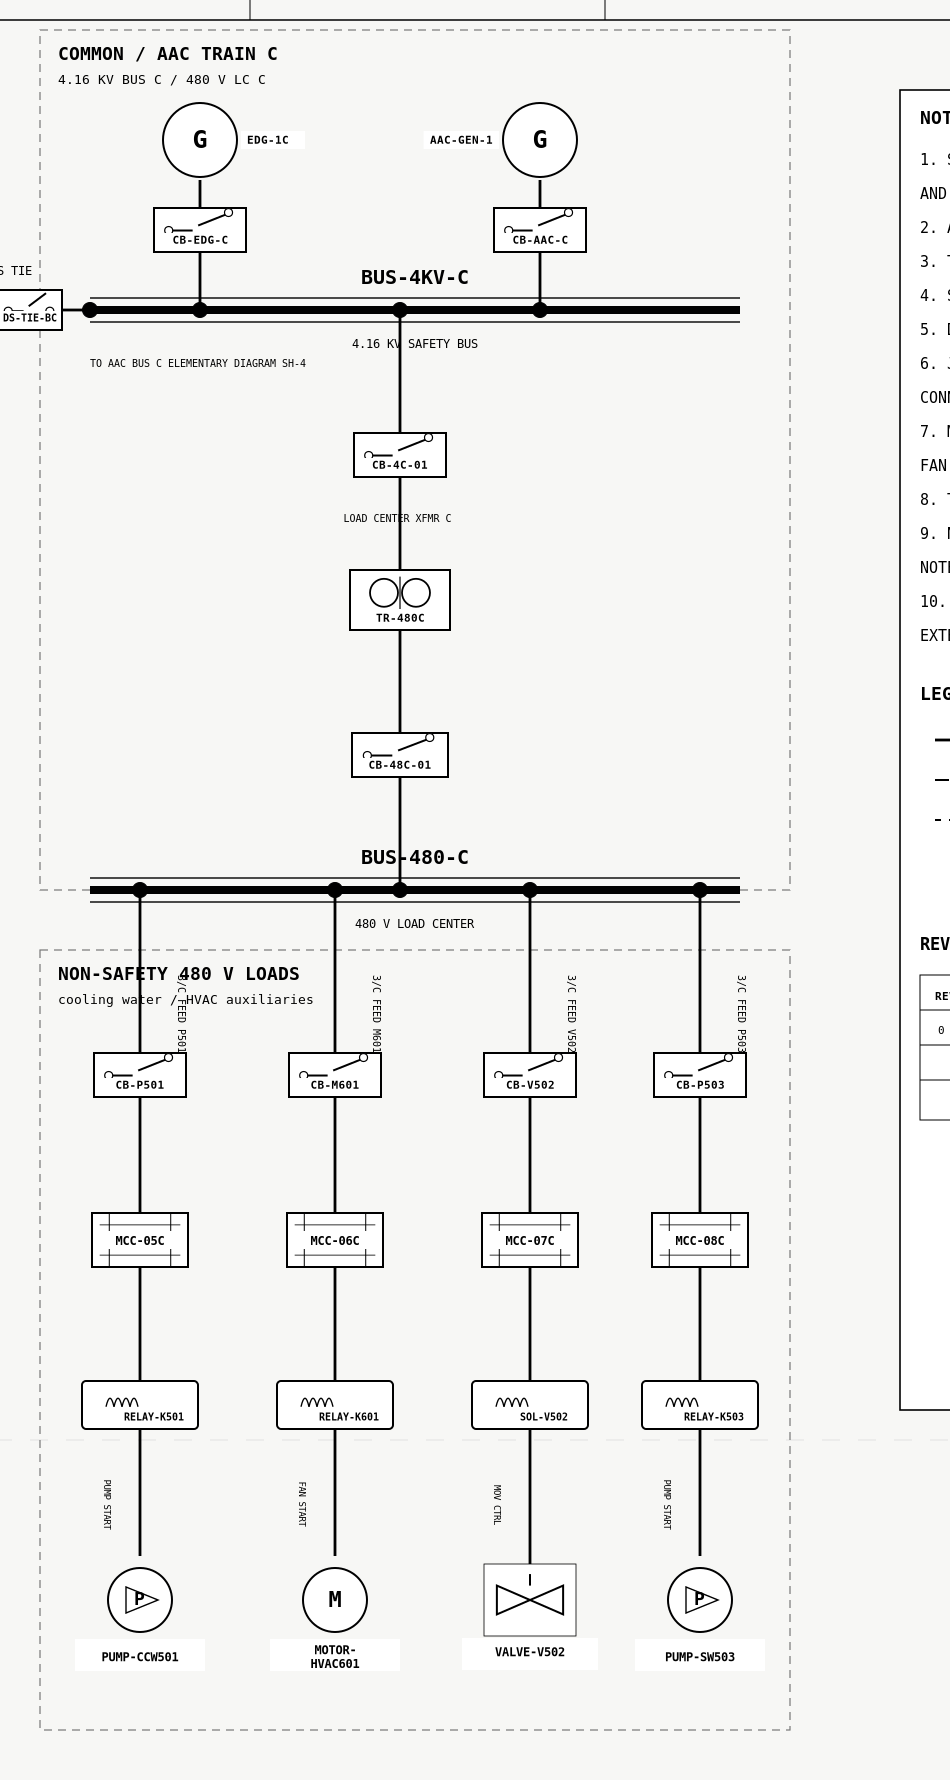 COMMON / AAC TRAIN C
4.16 KV BUS C / 480 V LC C
G
EDG-1C
AAC-GEN-1
G
CB-EDG-C
CB-AAC-C
TIE
BUS-4KV-C
DS-TIE-BC
4.16 KV SAFETY BUS
TO AAC BUS C ELEMENTARY DIAGRAM SH-4
CB-4C-01
LOAD CENTER XFMR C
TR-480C
CB-48C-01
BUS-480-C
480 V LOAD CENTER
NON-SAFETY 480 V LOADS
cooling water / HVAC auxiliaries
3/C FEED P501
3/C FEED M601
3/C FEED V502
3/C FEED P503
CB-P501
CB-M601
CB-V502
CB-P503
MCC-05C
MCC-06C
MCC-07C
MCC-08C
RELAY-K501
RELAY-K601
SOL-V502
RELAY-K503
PUMP START
FAN START
MOV CTRL
PUMP START
P
M
P
PUMP-CCW501
MOTOR-
HVAC601
VALVE-V502
PUMP-SW503
1.
AND
2.
3.
4.
5.
6.
7.
FAN
8.
9.
10.
REV
0